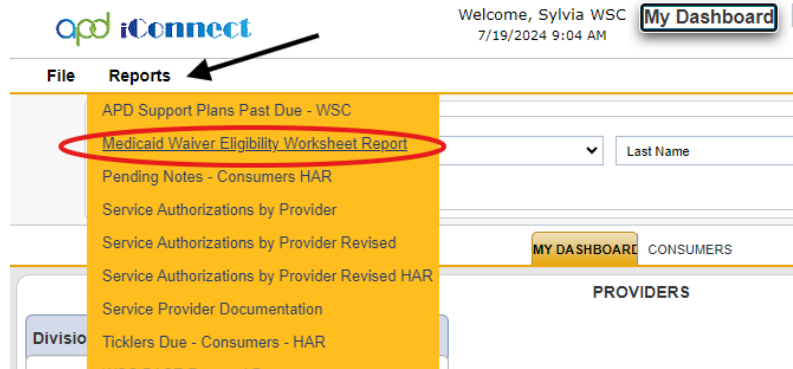 apd iConnect
Welcome, Sylvia WSC My Dashboard
7/19/2024 9:04 AM
File Reports
APD Support Plans Past Due - WSC
Medicaid Waiver Eligibility Worksheet Report
Last Name
Pending Notes - Consumers HAR
Service Authorizations by Provider
Service Authorizations by Provider Revised
MY DASHBOARD CONSUMERS
Service Authorizations by Provider Revised HAR
PROVIDERS
Service Provider Documentation
Divisio
Ticklers Due - Consumers - HAR